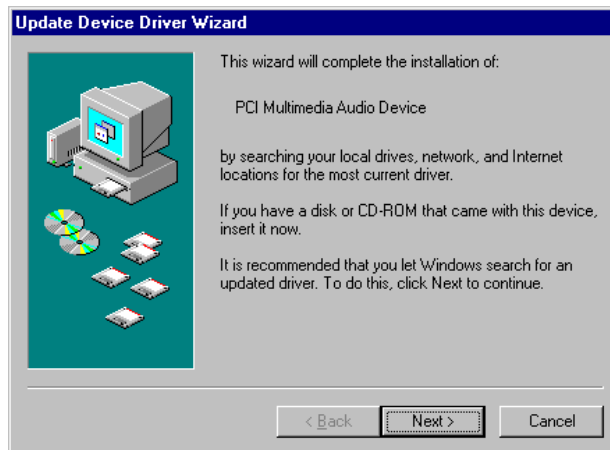 Update Device Driver Wizard
This wizard will complete the installation of:
PCI Multimedia Audio Device
by searching your local drives, network, and Internet
locations for the most current driver.
If you have a disk or CD-ROM that came with this device,
insert it now.
It is recommended that you let Windows search for an
updated driver. To do this, click Next to continue.
< Back
Next >
Cancel